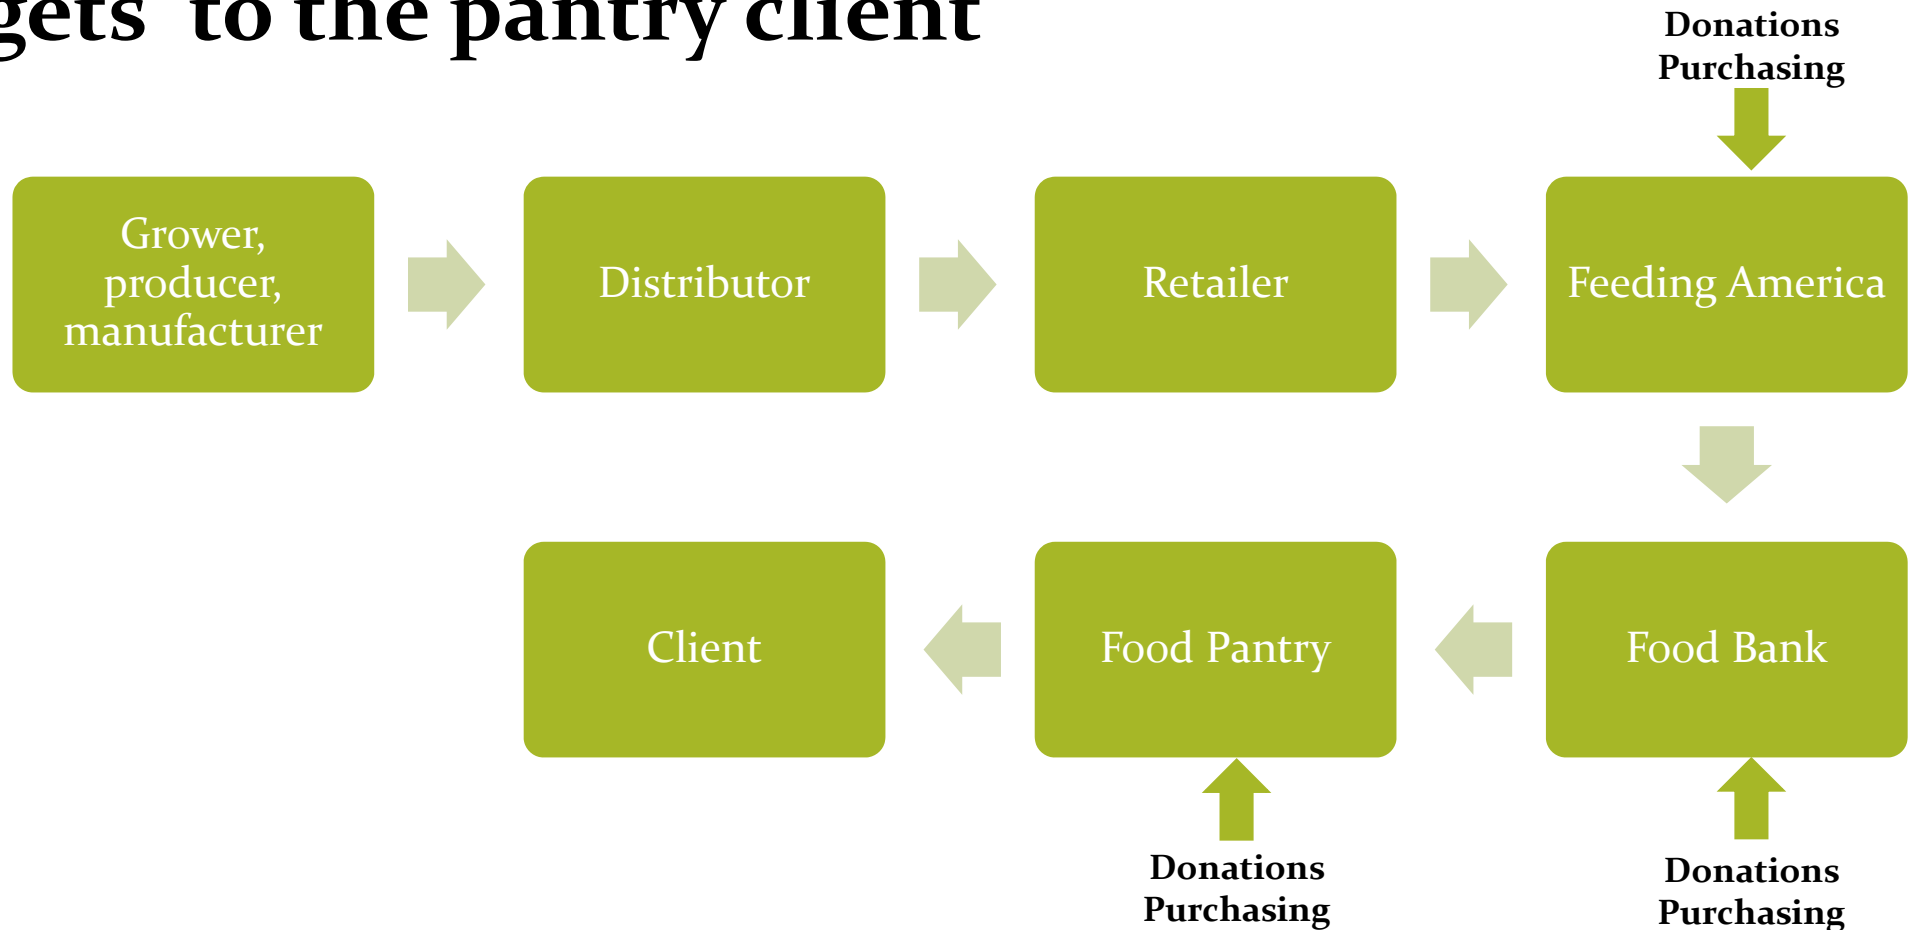 gets to the pantry client
Donations
Purchasing
Grower,
producer,
manufacturer
Distributor
Retailer
Feeding America
Client
Food Pantry
Food Bank
Donations
Purchasing
Donations
Purchasing